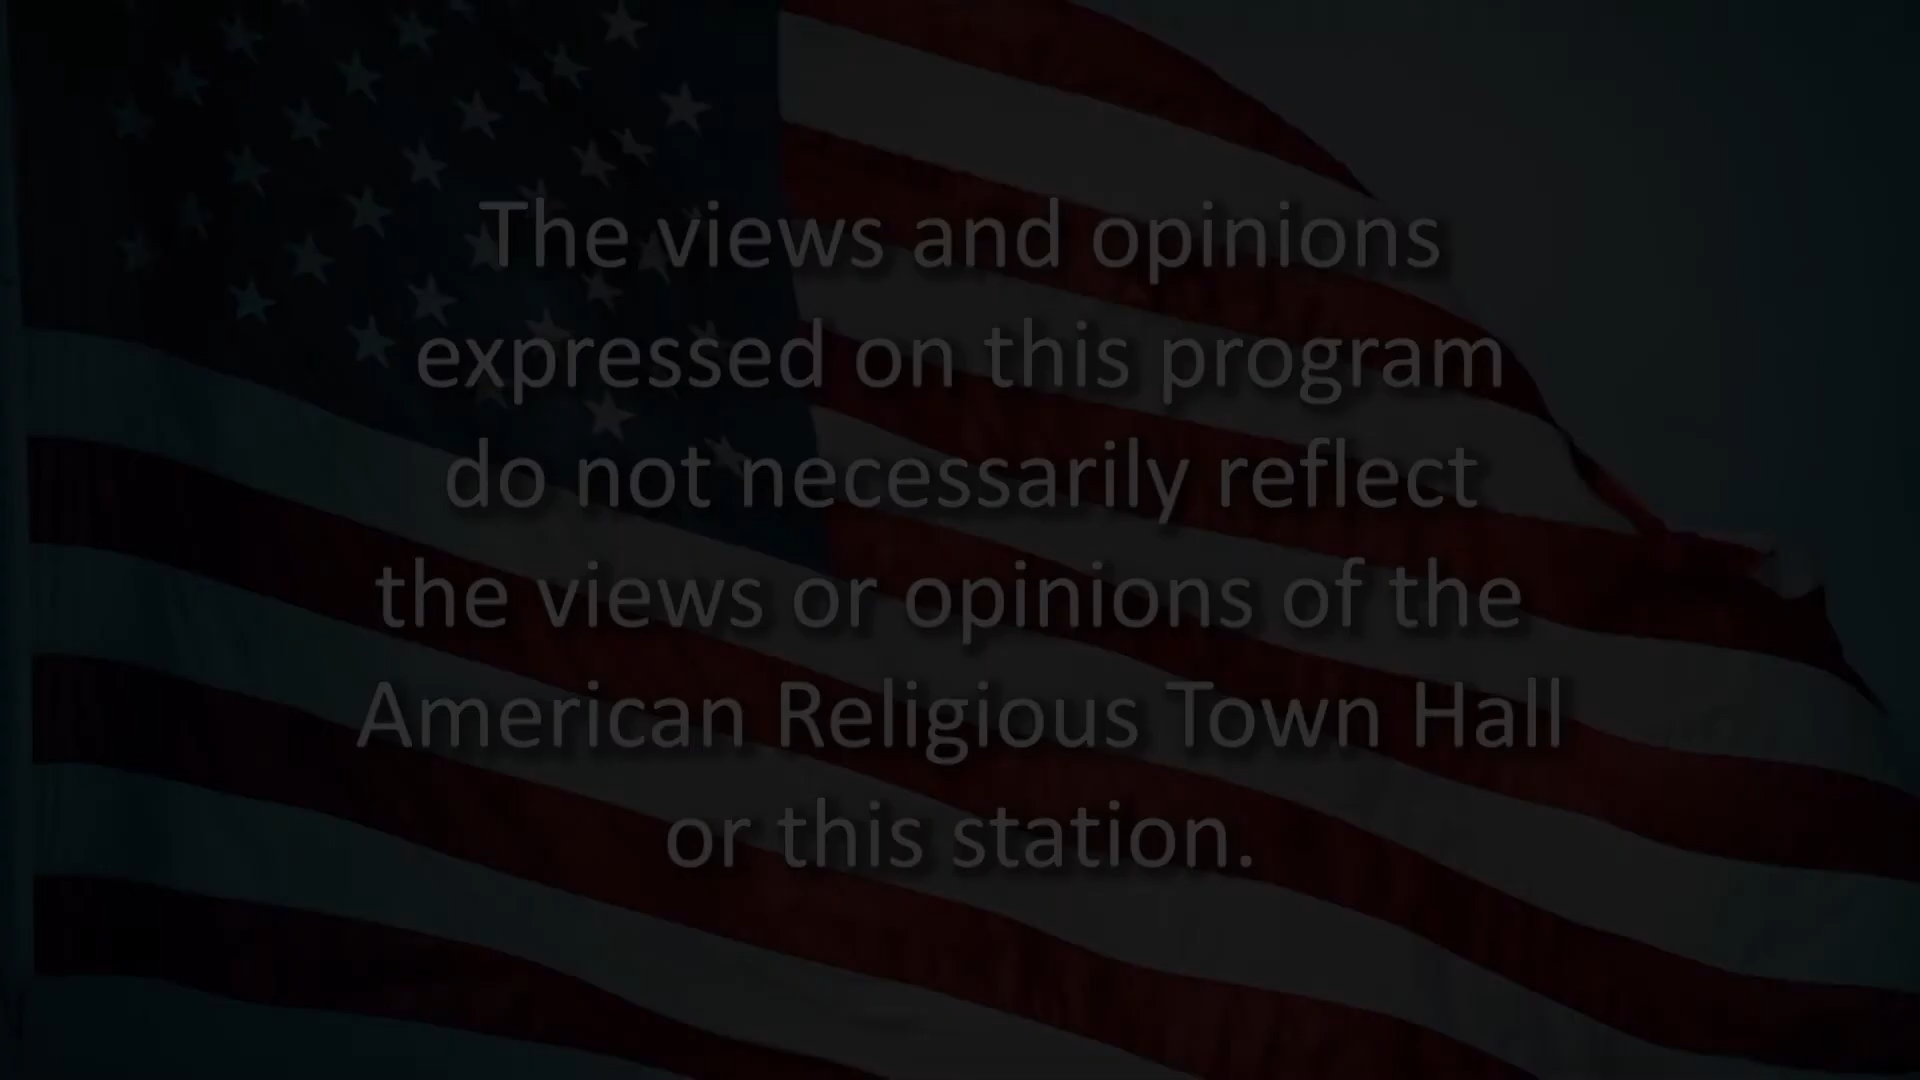 The views and opinions
expressed on this program
do not necessarily reflect
the views or opinions of the
American Religious Town Hall
or this station.